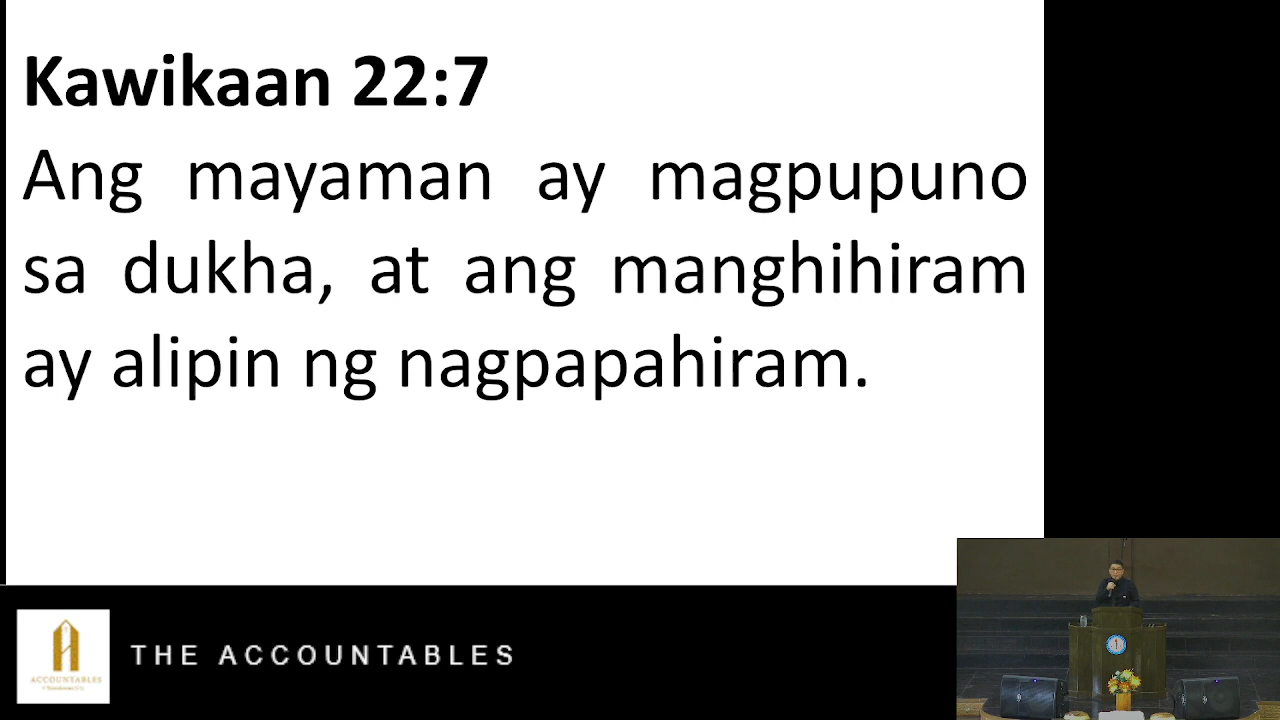 Kawikaan 22:7
Ang mayaman ay magpupuno
sa dukha, at ang manghihiram
ay alipin ng nagpapahiram.
ACCOUNTABLES
THE ACCOUNTABLES